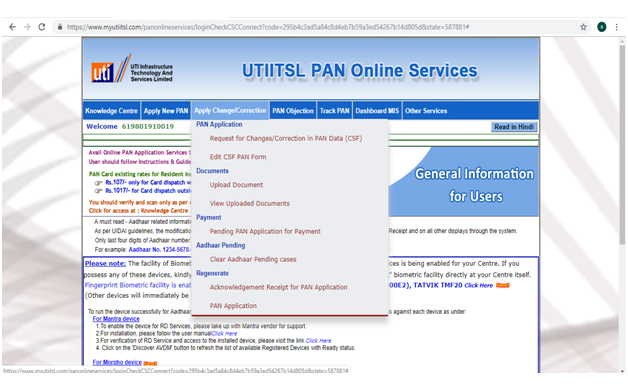 https://www.myutiitsl.com/panonlineservices/loginCheckCSCConnect?code=295b4c3ad5a84c8d4eb7b59a3ed54267b14d805d&state=587881#
uti
UTI Infrastructure
Technology And
Services Limited
UTIITSL PAN Online Services
Knowledge Centre Apply New PAN Apply Change/Correction PAN Objection Track PAN Dashboard MIS Other Services
Welcome 619801910019
Read in Hindi
PAN Application
Request for Changes/Correction in PAN Data (CSF)
Edit CSF PAN Form
Documents
Upload Document
View Uploaded Documents
Payment
Pending PAN Application for Payment
Aadhaar Pending
Clear Aadhaar Pending cases
Regenerate
Acknowledgement Receipt for PAN Application
PAN Application
Avail Online PAN Application Services t
User should follow Instructions & Guide
PAN Card existing rates for Resident In
Rs.107/- only for Card dispatch w
Rs.1017/- for Card dispatch outsi
You should verify and scan only as per
Click for access at : Knowledge Centre
General Information
for Users
A must read - Aadhaar related informati
As per UIDAI guidelines, the modificatio
Receipt and on all other displays through the system.
Only last four digits of Aadhaar number
For example: Aadhaar No. 1234-5678-
Please note: The facility of Biomet
ces is being enabled for your Centre. If you
possess any of these devices, kindly
" biometric facility directly at your Centre itself.
Fingerprint Biometric facility is enal
00E2), TATVIK TMF20 Click Here
(Other devices will immediately be
To run the device successfully for Aadhaar
s against each device as under:
For Mantra device
1.To enable the device for RD Services, please take up with Mantra vendor for support.
2.For installation, please follow the user manualClick Here
3.For verification of RD Service and access to the installed device, please visit the link Click Here
4. Click on the 'Discover AVDM' button to refresh the list of available Registered Devices with Ready status.
For Morpho device
https://www.myutiitsl.com/panonlineservices/loginCheckCSCConnect?code=295b4c3ad5a84c8d4eb7b59a3ed54267b14d805d&state=587881#